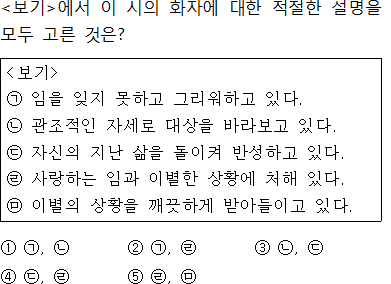 <보기>에서 이 시의 화자에 대한 적절한 설명을
모두 고른 것은?
<보기>
㉠ 임을 잊지 못하고 그리워하고 있다.
㉡ 관조적인 자세로 대상을 바라보고 있다.
㉢ 자신의 지난 삶을 돌이켜 반성하고 있다.
㉣ 사랑하는 임과 이별한 상황에 처해 있다.
㉤ 이별의 상황을 깨끗하게 받아들이고 있다.
① ㉠, ㉡ ② ㉠, ㉣ ③ ㉡, ㉢
④ ㉢, ㉣ ⑤ ㉣, ㉤